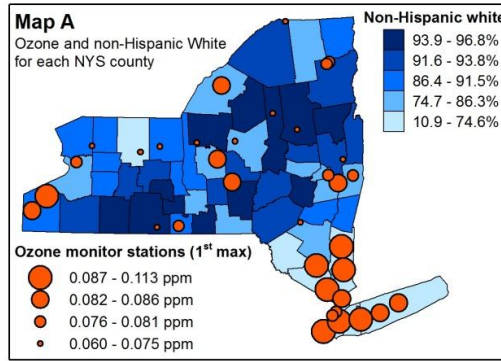 Map A
Ozone and non-Hispanic White
for each NYS county
Non-Hispanic white
93.9 - 96.8%
91.6 - 93.8%
86.4 - 91.5%
74.7 - 86.3%
10.9 - 74.6%
Ozone monitor stations (1st max)
0.087 - 0.113 ppm
0.082 - 0.086 ppm
0.076 - 0.081 ppm
0.060 - 0.075 ppm